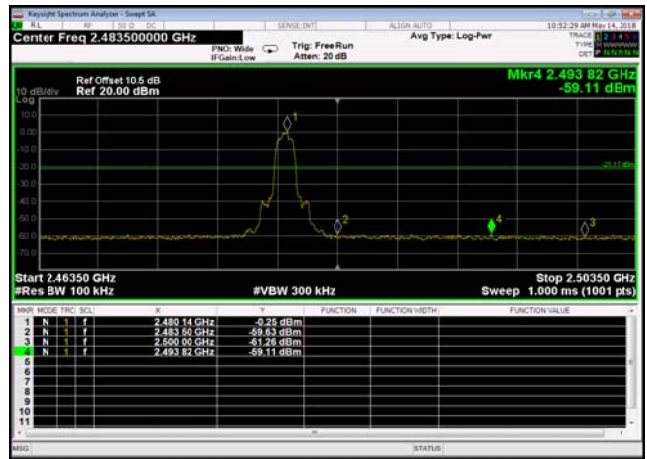 Keysight Spectrum Analyzer - Swept SA
RL RF 50 Ω DC SENSE:INT ALIGN AUTO 10:52:29 AM May 14, 2018
Center Freq 2.483500000 GHz
PNO: Wide
IFGain:Low
Trig: Free Run
Atten: 20 dB
Avg Type: Log-Pwr
TRACE 1 2 3 4 5 6
TYPE M WWWWW
DET P N N N N N
Ref Offset 10.5 dB
10 dB/div Ref 20.00 dBm
Log
Mkr4 2.493 82 GHz
-59.11 dBm
10.0
0.00
-10.0
-20.0
-21.17 dBm
-30.0
-40.0
-50.0
-60.0
-70.0
1
2
3
4
Start 2.46350 GHz Stop 2.50350 GHz
#Res BW 100 kHz #VBW 300 kHz Sweep 1.000 ms (1001 pts)
MKR MODE TRC SCL X Y FUNCTION FUNCTION WIDTH FUNCTION VALUE
1 N 1 f 2.480 14 GHz -0.25 dBm
2 N 1 f 2.483 50 GHz -59.63 dBm
3 N 1 f 2.500 00 GHz -61.26 dBm
4 N 1 f 2.493 82 GHz -59.11 dBm
5
6
7
8
9
10
11
MSG STATUS